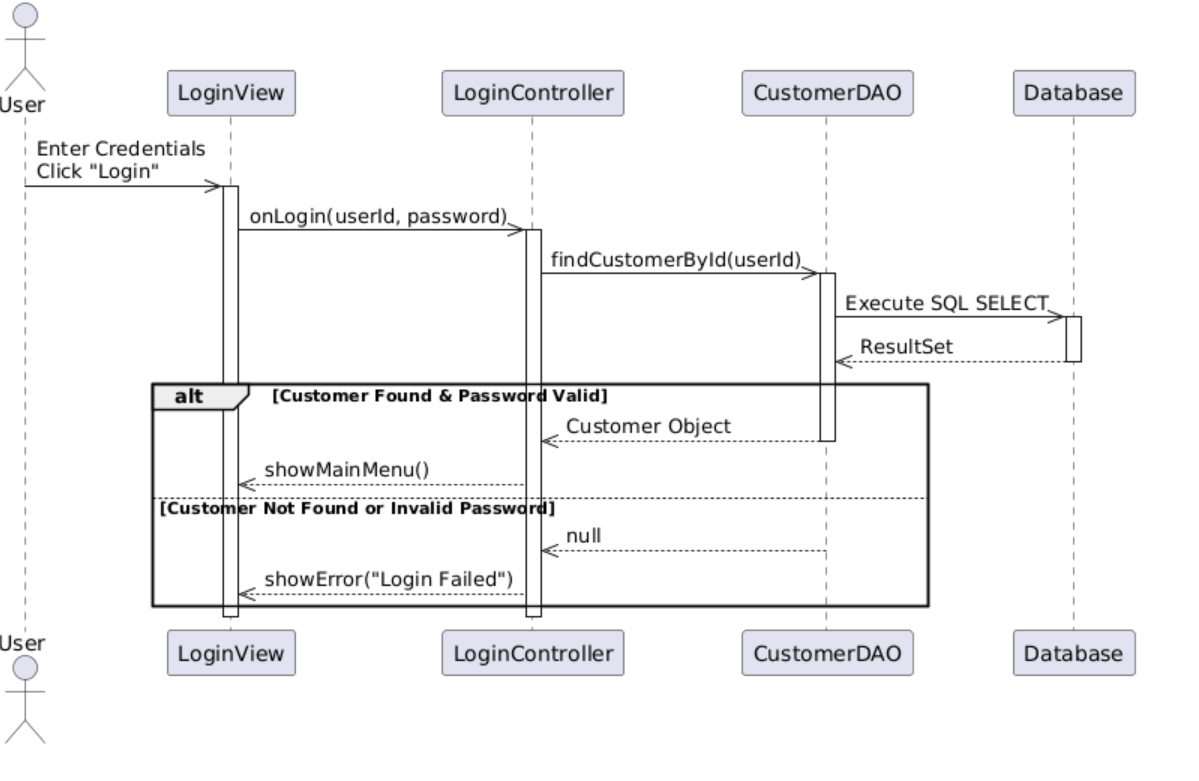 User
LoginView
LoginController
CustomerDAO
Database
Enter Credentials
Click "Login"
onLogin(userId, password)
findCustomerById(userId)
Execute SQL SELECT
ResultSet
alt
[Customer Found & Password Valid]
Customer Object
showMainMenu()
[Customer Not Found or Invalid Password]
null
showError("Login Failed")
User
LoginView
LoginController
CustomerDAO
Database